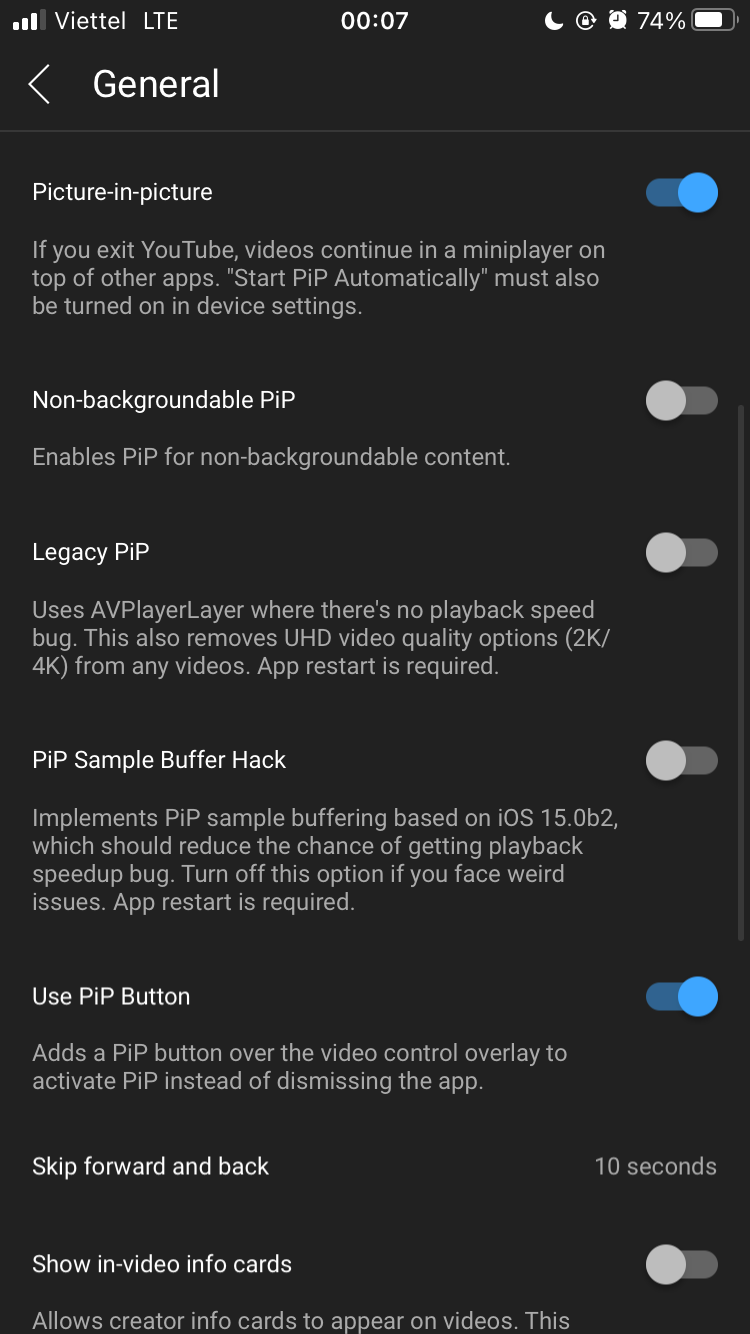 Viettel LTE 00:07 74%
General
Picture-in-picture
If you exit YouTube, videos continue in a miniplayer on
top of other apps. "Start PiP Automatically" must also
be turned on in device settings.
Non-backgroundable PiP
Enables PiP for non-backgroundable content.
Legacy PiP
Uses AVPlayerLayer where there's no playback speed
bug. This also removes UHD video quality options (2K/
4K) from any videos. App restart is required.
PiP Sample Buffer Hack
Implements PiP sample buffering based on iOS 15.0b2,
which should reduce the chance of getting playback
speedup bug. Turn off this option if you face weird
issues. App restart is required.
Use PiP Button
Adds a PiP button over the video control overlay to
activate PiP instead of dismissing the app.
Skip forward and back 10 seconds
Show in-video info cards
Allows creator info cards to appear on videos. This